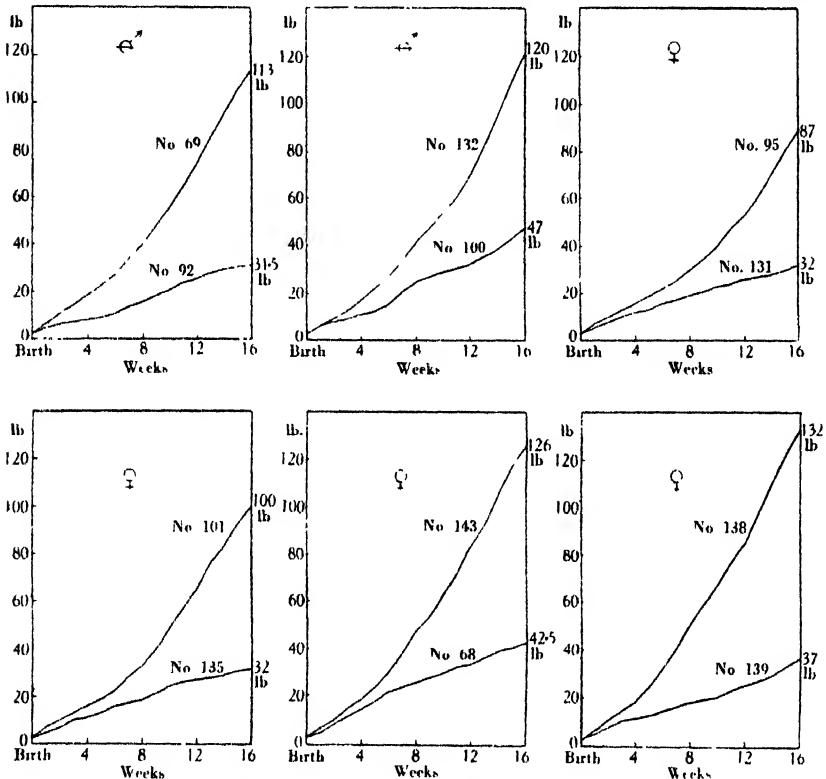 lb
120
100
80
60
40
20
0
No 69
No 92
113
lb
31·5
lb
Birth 4 8 12 16
Weeks
120
100
80
60
40
20
0
No 132
No 100
120
lb
47
lb
Birth 4 8 12 16
Weeks
♀
120
100
80
60
40
20
0
No. 95
No. 131
87
lb
32
lb
Birth 4 8 12 16
Weeks
lb
♀
120
100
80
60
40
20
0
No 101
No 135
100
lb
32
lb
Birth 4 8 12 16
Weeks
lb.
♀
120
100
80
60
40
20
0
No 143
No 68
126
lb
42·5
lb
Birth 4 8 12 16
Weeks
lb
♀
120
100
80
60
40
20
0
No 138
No 139
132
lb
37
lb
Birth 4 8 12 16
Weeks